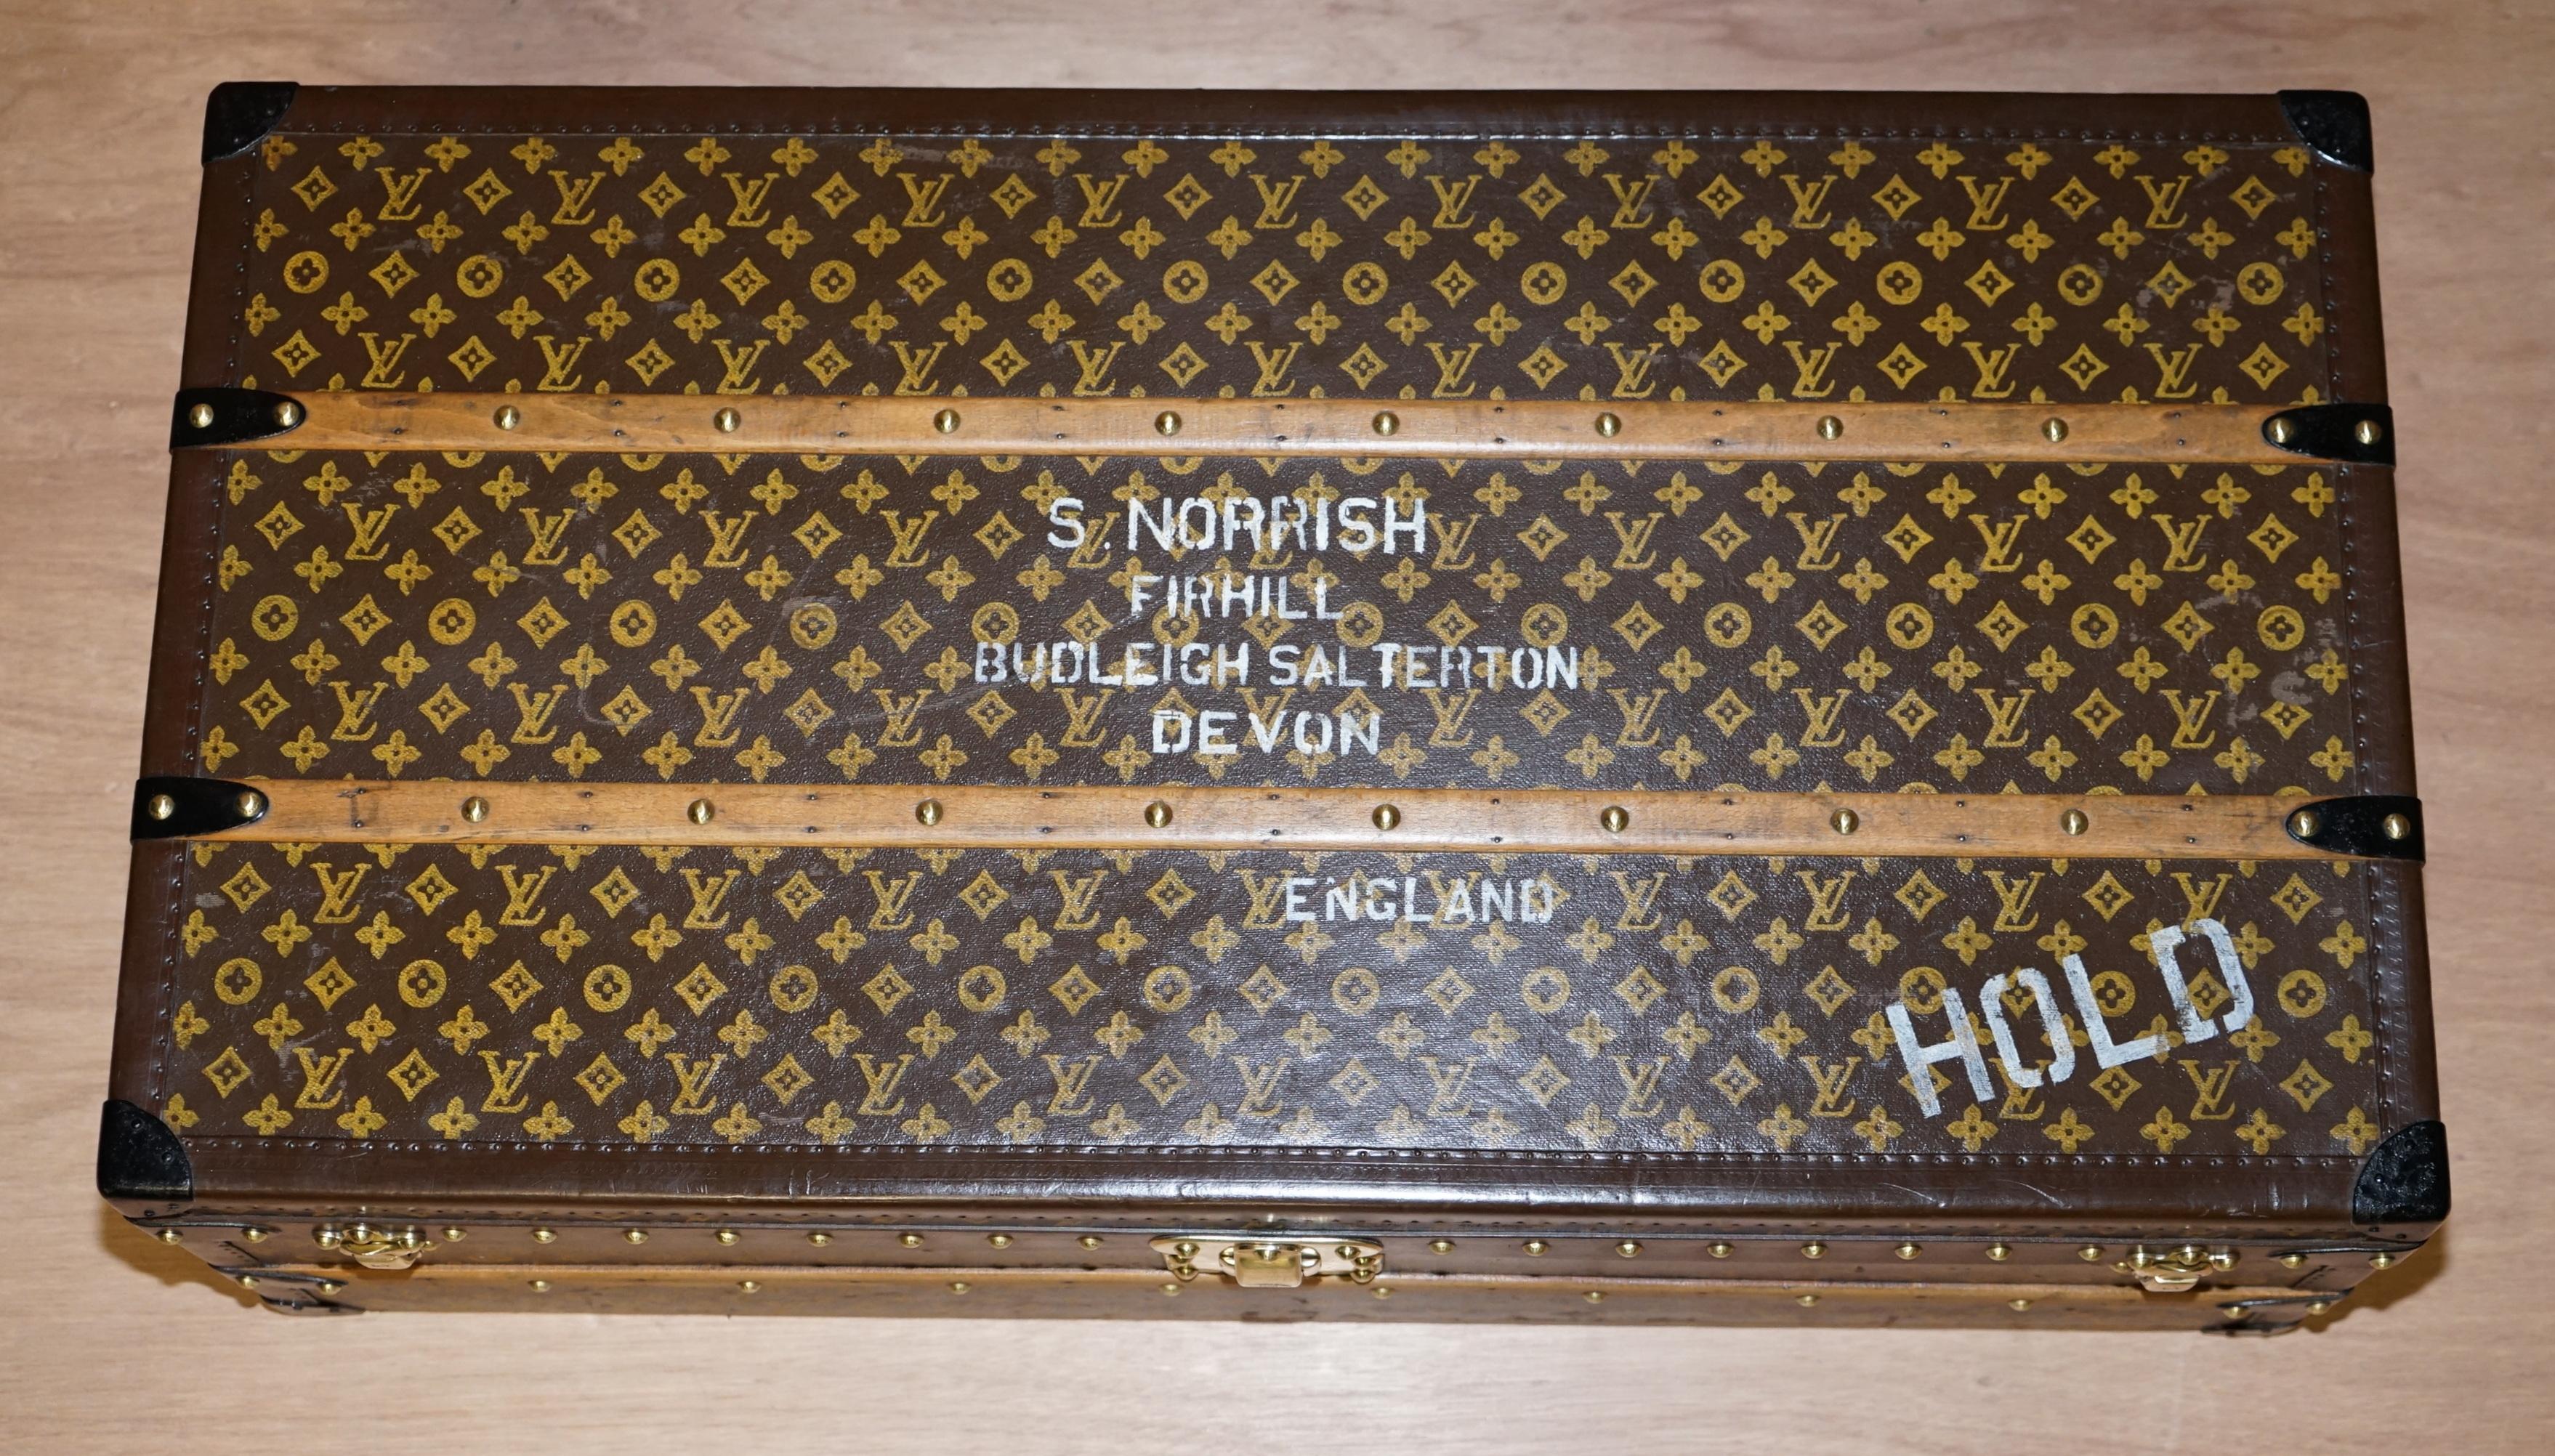 S. NORRISH
FIRHILL
BUDLEIGH SALTERTON
DEVON
ENGLAND
HOLD